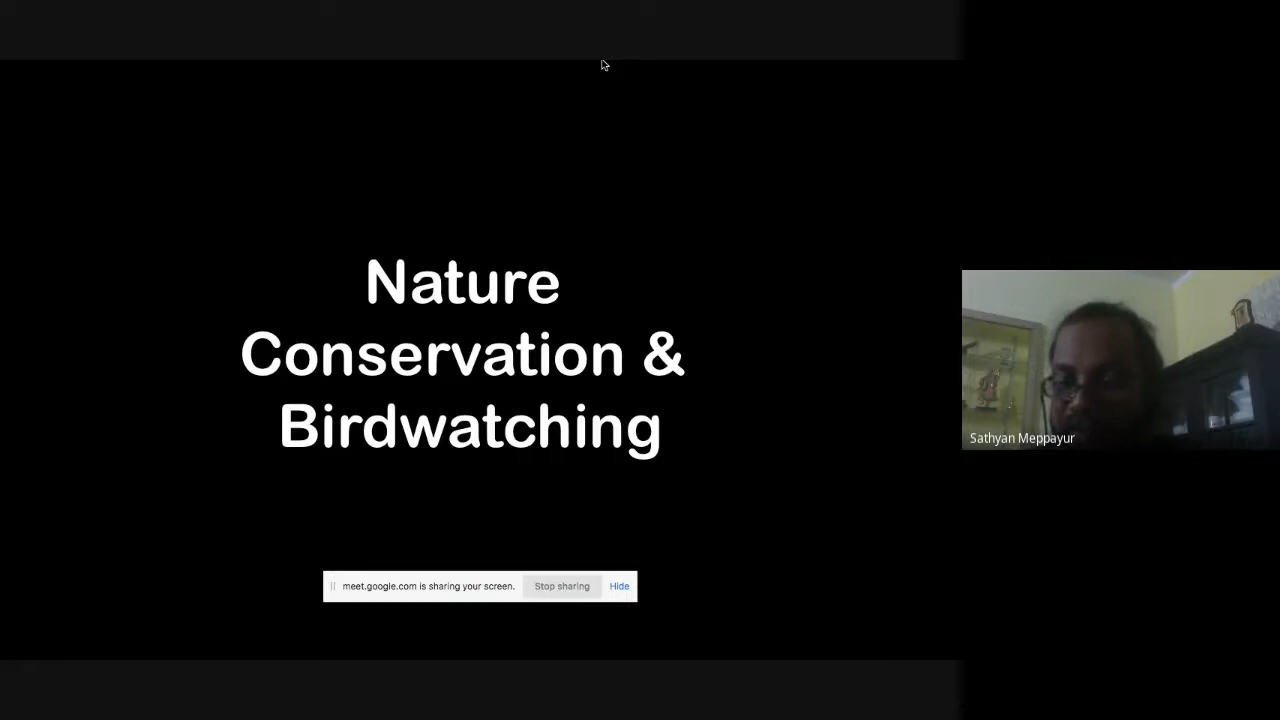 Nature
Conservation &
Birdwatching
meet.google.com is sharing your screen. Stop sharing Hide
Sathyan Meppayur